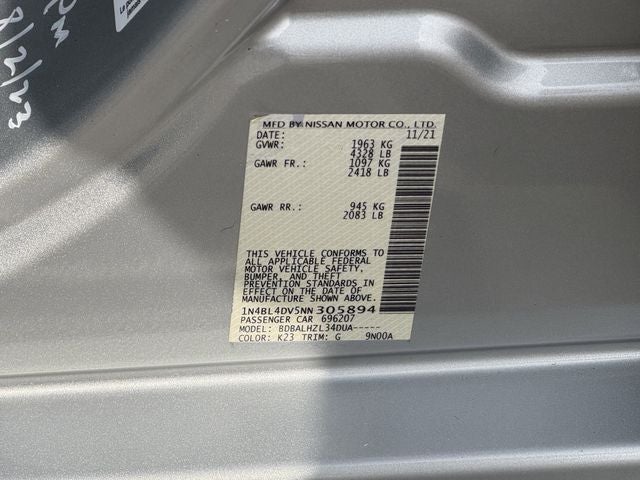 MFD BY NISSAN MOTOR CO., LTD.
DATE: 11/21
GVWR: 1963 KG
4328 LB
GAWR FR.: 1097 KG
2418 LB
GAWR RR.: 945 KG
2083 LB
THIS VEHICLE CONFORMS TO
ALL APPLICABLE FEDERAL
MOTOR VEHICLE SAFETY,
BUMPER, AND THEFT
PREVENTION STANDARDS IN
EFFECT ON THE DATE OF
MANUFACTURE SHOWN ABOVE.
1N4BL4DV5NN305894
PASSENGER CAR 696207
MODEL: BDBALHZL34DUA-----
COLOR: K23 TRIM: G 9N00A